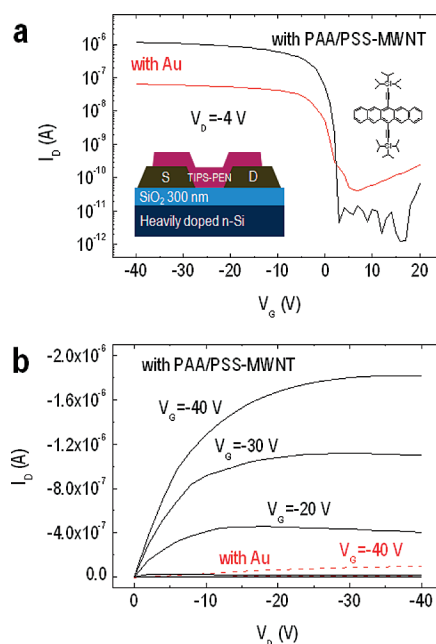 a
with PAA/PSS-MWNT
with Au
V_D=-4 V
S TIPS-PEN D
SiO₂ 300 nm
Heavily doped n-Si
I_D (A)
10⁻⁶
10⁻⁷
10⁻⁸
10⁻⁹
10⁻¹⁰
10⁻¹¹
10⁻¹²
-40 -30 -20 -10 0 10 20
V_G (V)
b
with PAA/PSS-MWNT
V_G=-40 V
V_G=-30 V
V_G=-20 V
with Au
V_G=-40 V
I_D (A)
-2.0x10⁻⁶
-1.6x10⁻⁶
-1.2x10⁻⁶
-8.0x10⁻⁷
-4.0x10⁻⁷
0.0
0 -10 -20 -30 -40
V_D (V)